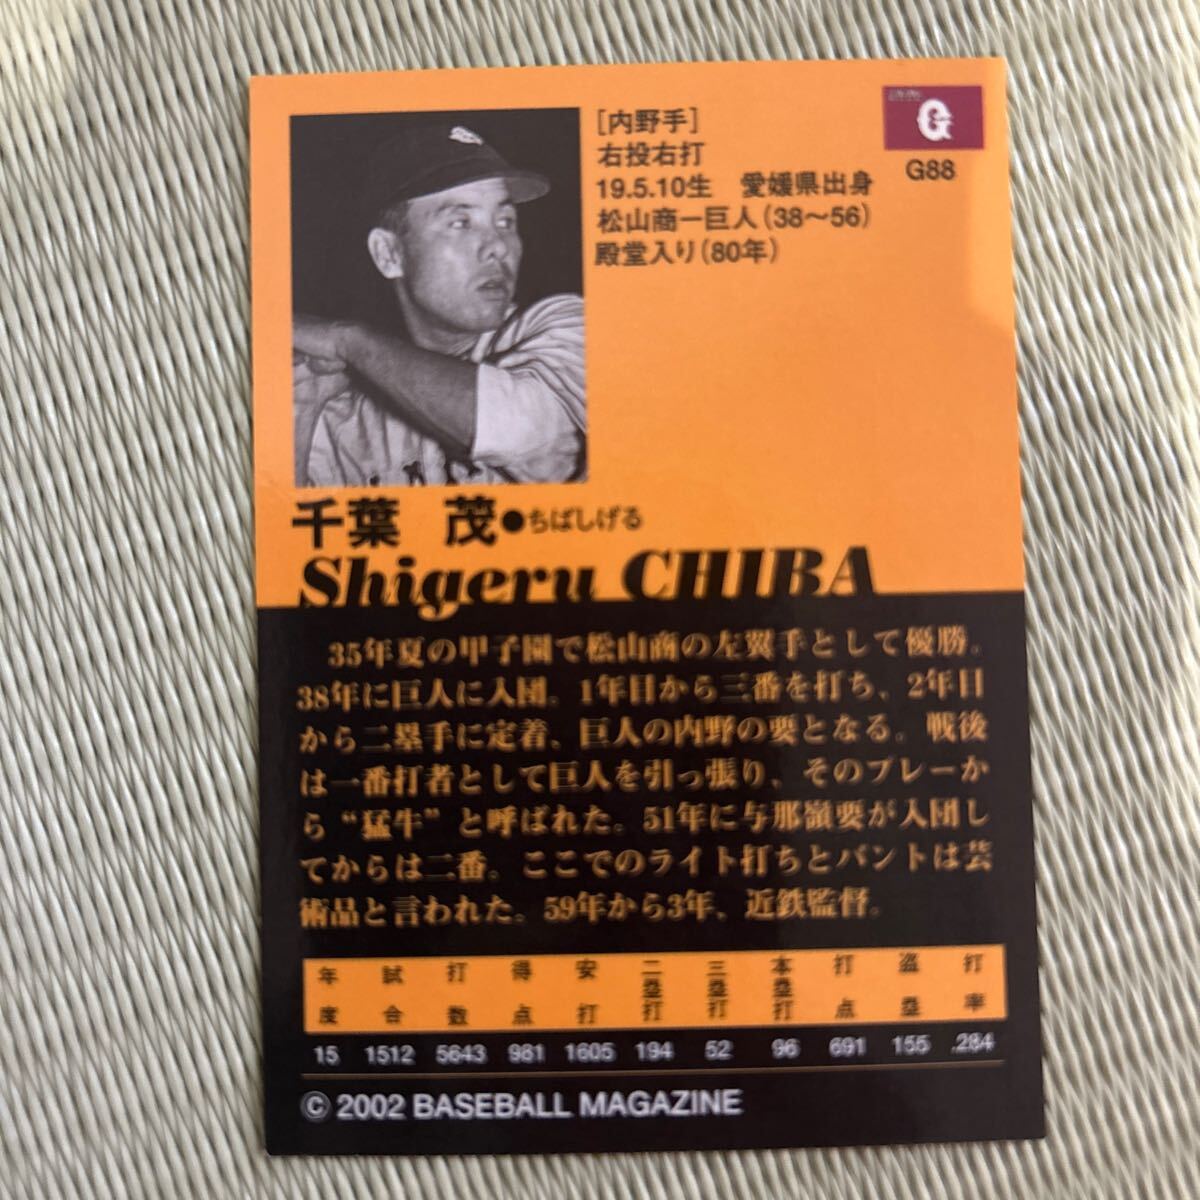 [内野手]
右投右打
19.5.10生 愛媛県出身
松山商ー巨人(38〜56)
殿堂入り(80年)
G
G88
千葉 茂●ちばしげる
Shigeru CHIBA
35年夏の甲子園で松山商の左翼手として優勝。
38年に巨人に入団。1年目から三番を打ち、2年目
から二塁手に定着、巨人の内野の要となる。戦後
は一番打者として巨人を引っ張り、そのプレーか
ら“猛牛”と呼ばれた。51年に与那嶺要が入団し
てからは二番。ここでのライト打ちとバントは芸
術品と言われた。59年から3年、近鉄監督。
年度 試合 打数 得点 安打 二塁打 三塁打 本塁打 打点 盗塁 打率
15 1512 5643 981 1605 194 52 96 691 155 .284
© 2002 BASEBALL MAGAZINE